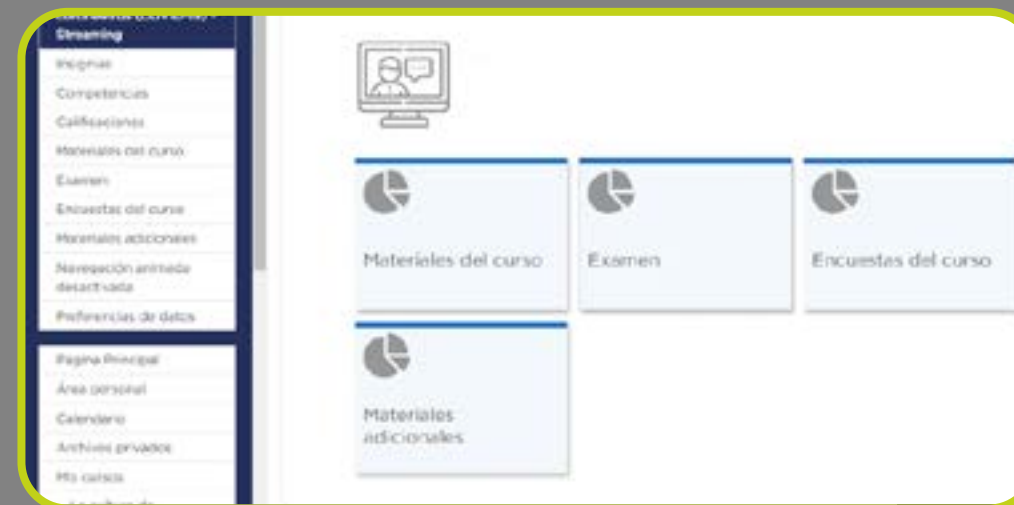 Streaming
Insignias
Competencias
Calificaciones
Materiales del curso
Examen
Encuestas del curso
Materiales adicionales
Navegación animada
desactivada
Preferencias de datos
Pagina Principal
Área personal
Calendario
Archivos privados
Mis cursos
Materiales del curso
Examen
Encuestas del curso
Materiales
adicionales